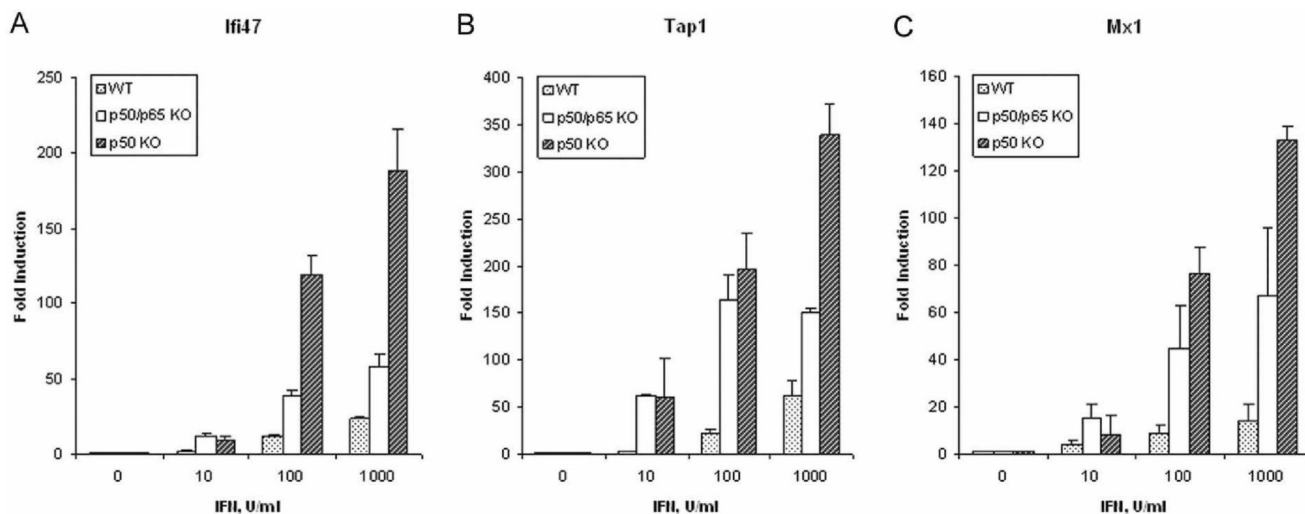 A
Ifi47
WT
p50/p65 KO
p50 KO
Fold Induction
250
200
150
100
50
0
0 10 100 1000
IFN, U/ml
B
Tap1
WT
p50/p65 KO
p50 KO
Fold Induction
400
350
300
250
200
150
100
50
0
0 10 100 1000
IFN, U/ml
C
Mx1
WT
p50/p65 KO
p50 KO
Fold Induction
160
140
120
100
80
60
40
20
0
0 10 100 1000
IFN, U/ml